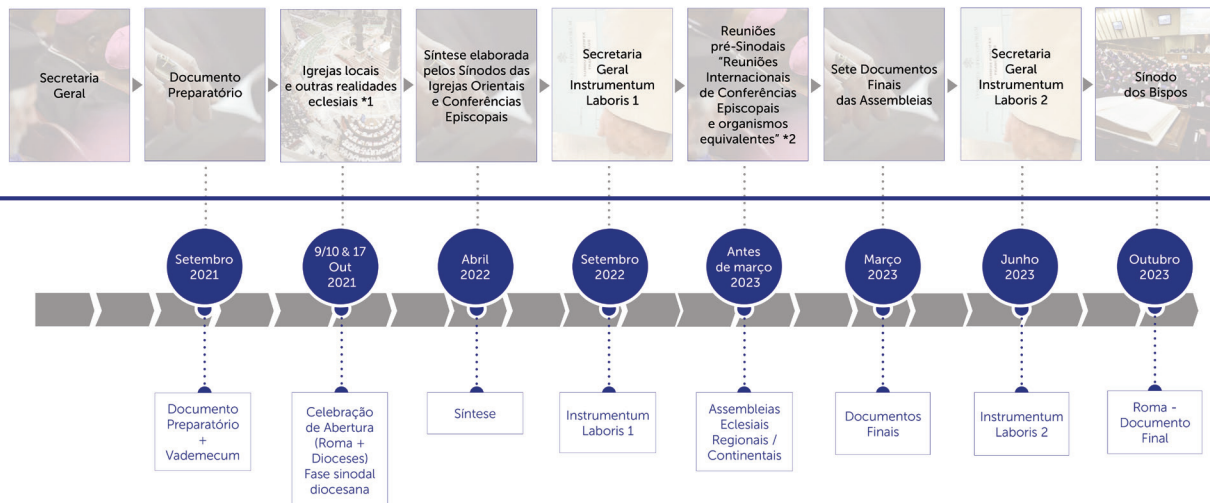 Secretaria
Geral
Documento
Preparatório
Igrejas locais
e outras realidades
eclesiais *1
Síntese elaborada
pelos Sínodos das
Igrejas Orientais
e Conferências
Episcopais
Secretaria
Geral
Instrumentum
Laboris 1
Reuniões
pré-Sinodais
"Reuniões
Internacionais
de Conferências
Episcopais
e organismos
equivalentes" *2
Sete Documentos
Finais
das Assembleias
Secretaria
Geral
Instrumentum
Laboris 2
Sínodo
dos Bispos
Setembro
2021
9/10 & 17
Out
2021
Abril
2022
Setembro
2022
Antes
de março
2023
Março
2023
Junho
2023
Outubro
2023
Documento
Preparatório
+
Vademecum
Celebração
de Abertura
(Roma +
Dioceses)
Fase sinodal
diocesana
Síntese
Instrumentum
Laboris 1
Assembleias
Eclesiais
Regionais /
Continentais
Documentos
Finais
Instrumentum
Laboris 2
Roma -
Documento
Final